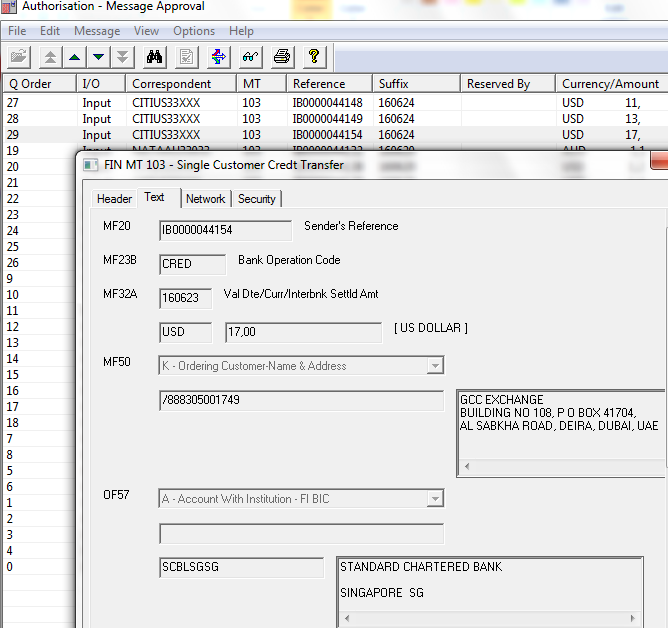 Authorisation - Message Approval
File Edit Message View Options Help
Q Order I/O Correspondent MT Reference Suffix Reserved By Currency/Amount
27 Input CITIUS33XXX 103 IB0000044148 160624 USD 11,
28 Input CITIUS33XXX 103 IB0000044149 160624 USD 13,
29 Input CITIUS33XXX 103 IB0000044154 160624 USD 17,
19 Input
20
21
22
23
24
25
26
9
10
11
12
13
14
15
16
17
18
7
8
5
6
1
2
3
4
0
FIN MT 103 - Single Customer Credt Transfer
Header Text Network Security
MF20 IB0000044154 Sender's Reference
MF23B CRED Bank Operation Code
MF32A 160623 Val Dte/Curr/Interbnk Settld Amt
USD 17,00 [ US DOLLAR ]
MF50 K - Ordering Customer-Name & Address
/888305001749
GCC EXCHANGE
BUILDING NO 108, P O BOX 41704,
AL SABKHA ROAD, DEIRA, DUBAI, UAE
OF57 A - Account With Institution - FI BIC
SCBLSGSG
STANDARD CHARTERED BANK
SINGAPORE SG